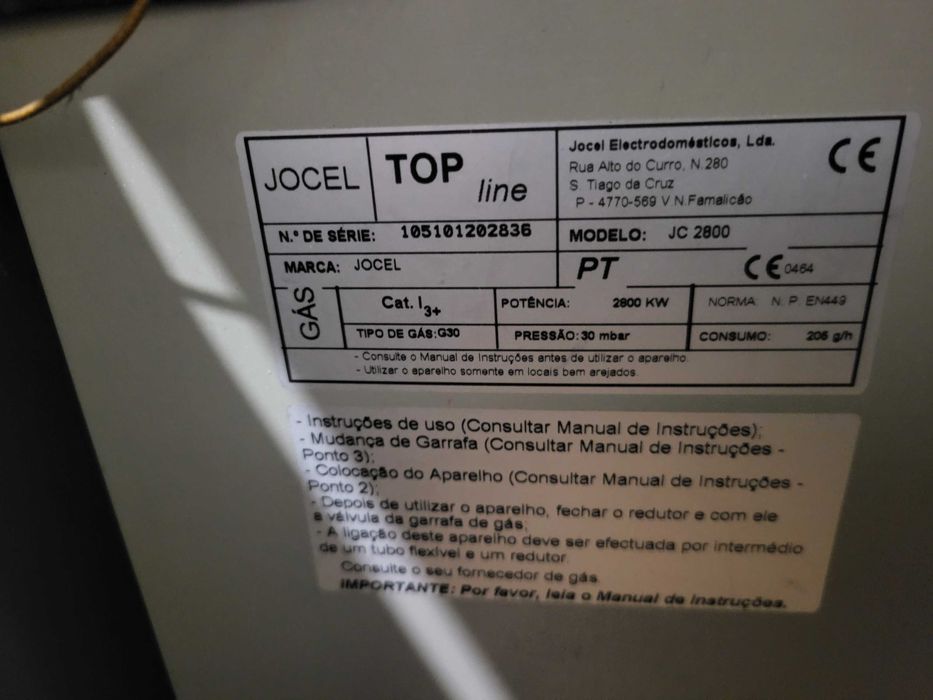 JOCEL
TOP
line
Jocel Electrodomésticos, Lda.
Rua Alto do Curro, N.280
S Tiago da Cruz
P - 4770-569 V N.Famalicão
CE
N.º DE SÉRIE: 105101202836
MODELO: JC 2800
MARCA: JOCEL
PT
CE 0464
GÁS
Cat. I3+
POTÊNCIA: 2800 KW
NORMA N. P. EN449
TIPO DE GÁS:G30
PRESSÃO:30 mbar
CONSUMO: 205 g/h
- Consulte o Manual de Instruções antes de utilizar o aparelho.
- Utilizar o aparelho somente em locais bem arejados.
- Instruções de uso (Consultar Manual de Instruções);
- Mudança de Garrafa (Consultar Manual de Instruções -
Ponto 3);
- Colocação do Aparelho (Consultar Manual de Instruções -
Ponto 2);
- Depois de utilizar o aparelho, fechar o redutor e com ele
a válvula da garrafa de gás;
- A ligação deste aparelho deve ser efectuada por intermédio
de um tubo flexível e um redutor.
Consulte o seu fornecedor de gás.
IMPORTANTE: Por favor, leia o Manual de Instruções.